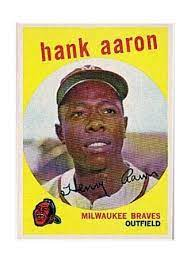 hank aaron
Henry Aaron
MILWAUKEE BRAVES
OUTFIELD